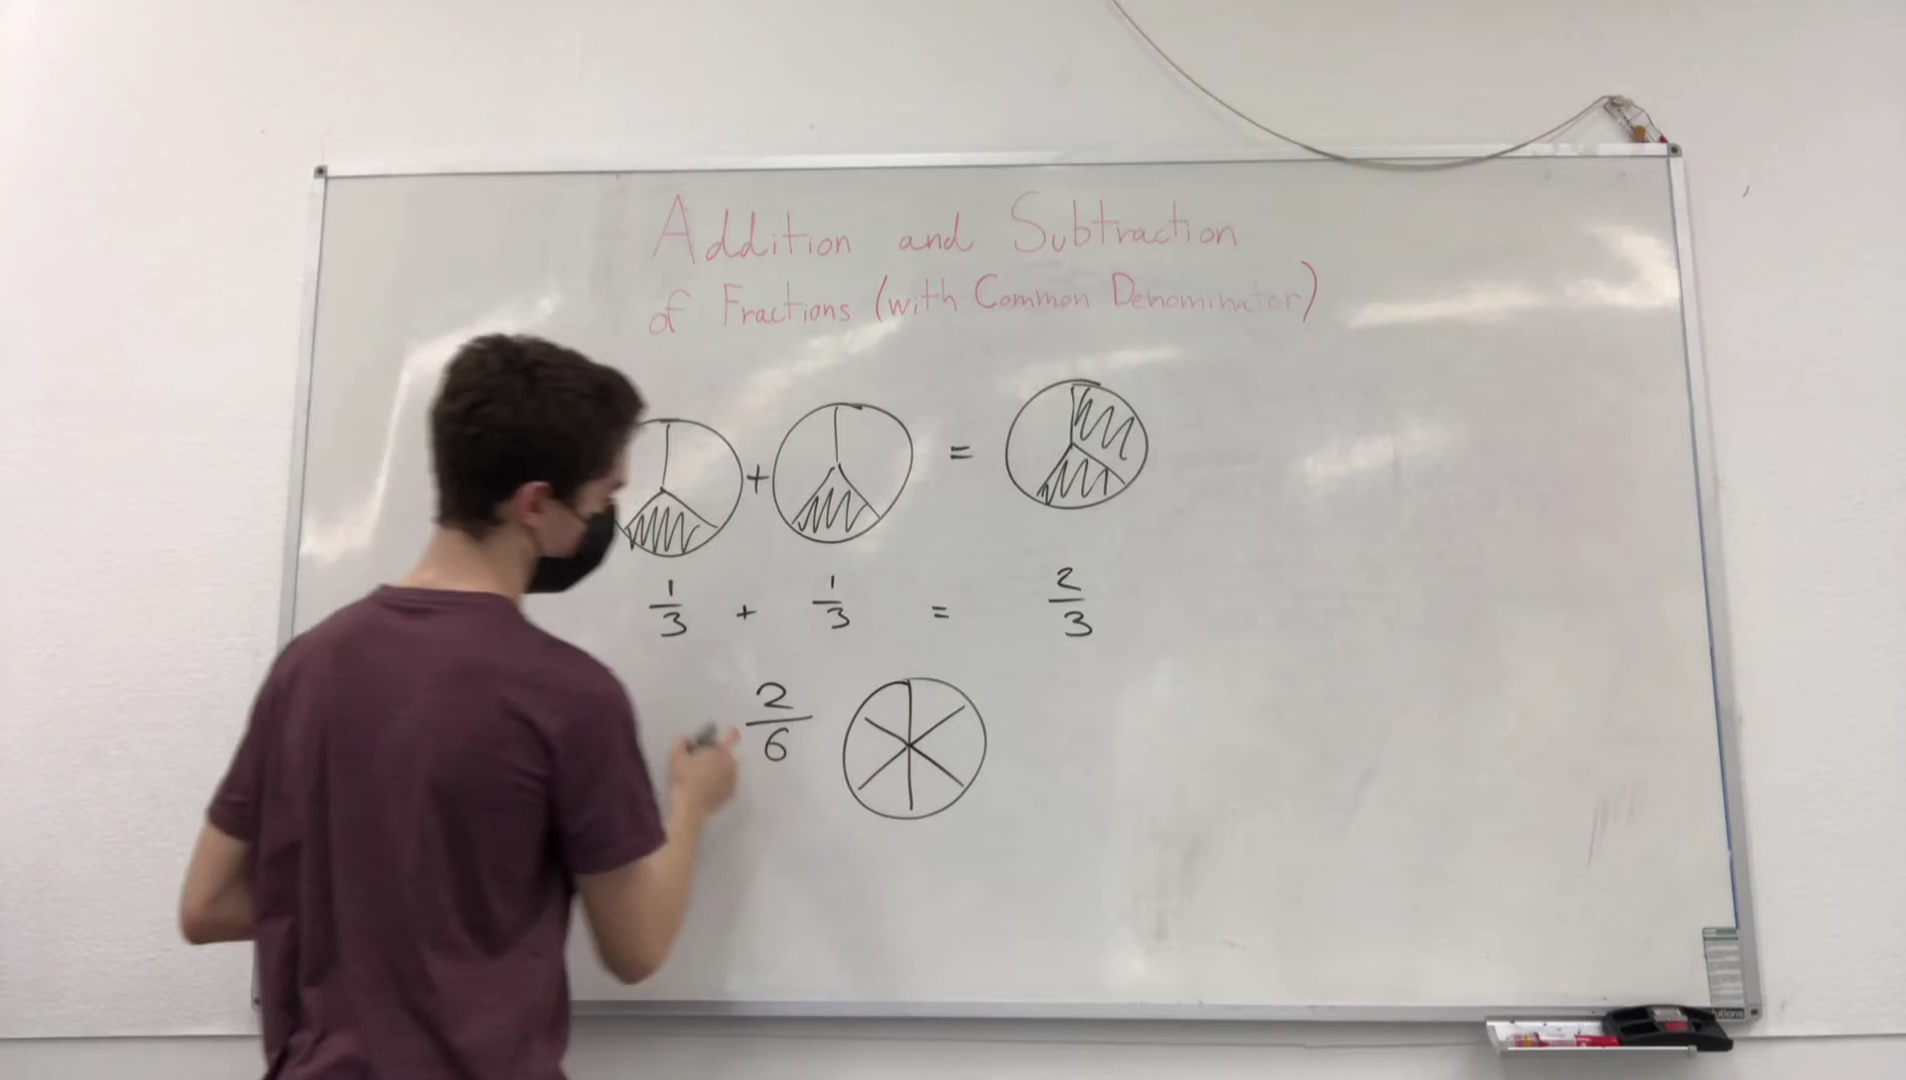 Addition and Subtraction
of Fractions (with Common Denominator)
+ =
1/3 + 1/3 = 2/3
2/6